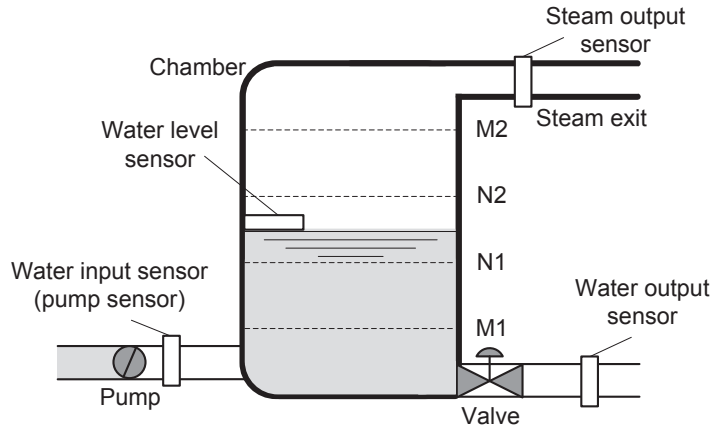 Steam output
sensor
Chamber
Steam exit
M2
Water level
sensor
N2
N1
Water input sensor
(pump sensor)
Water output
sensor
M1
Pump
Valve